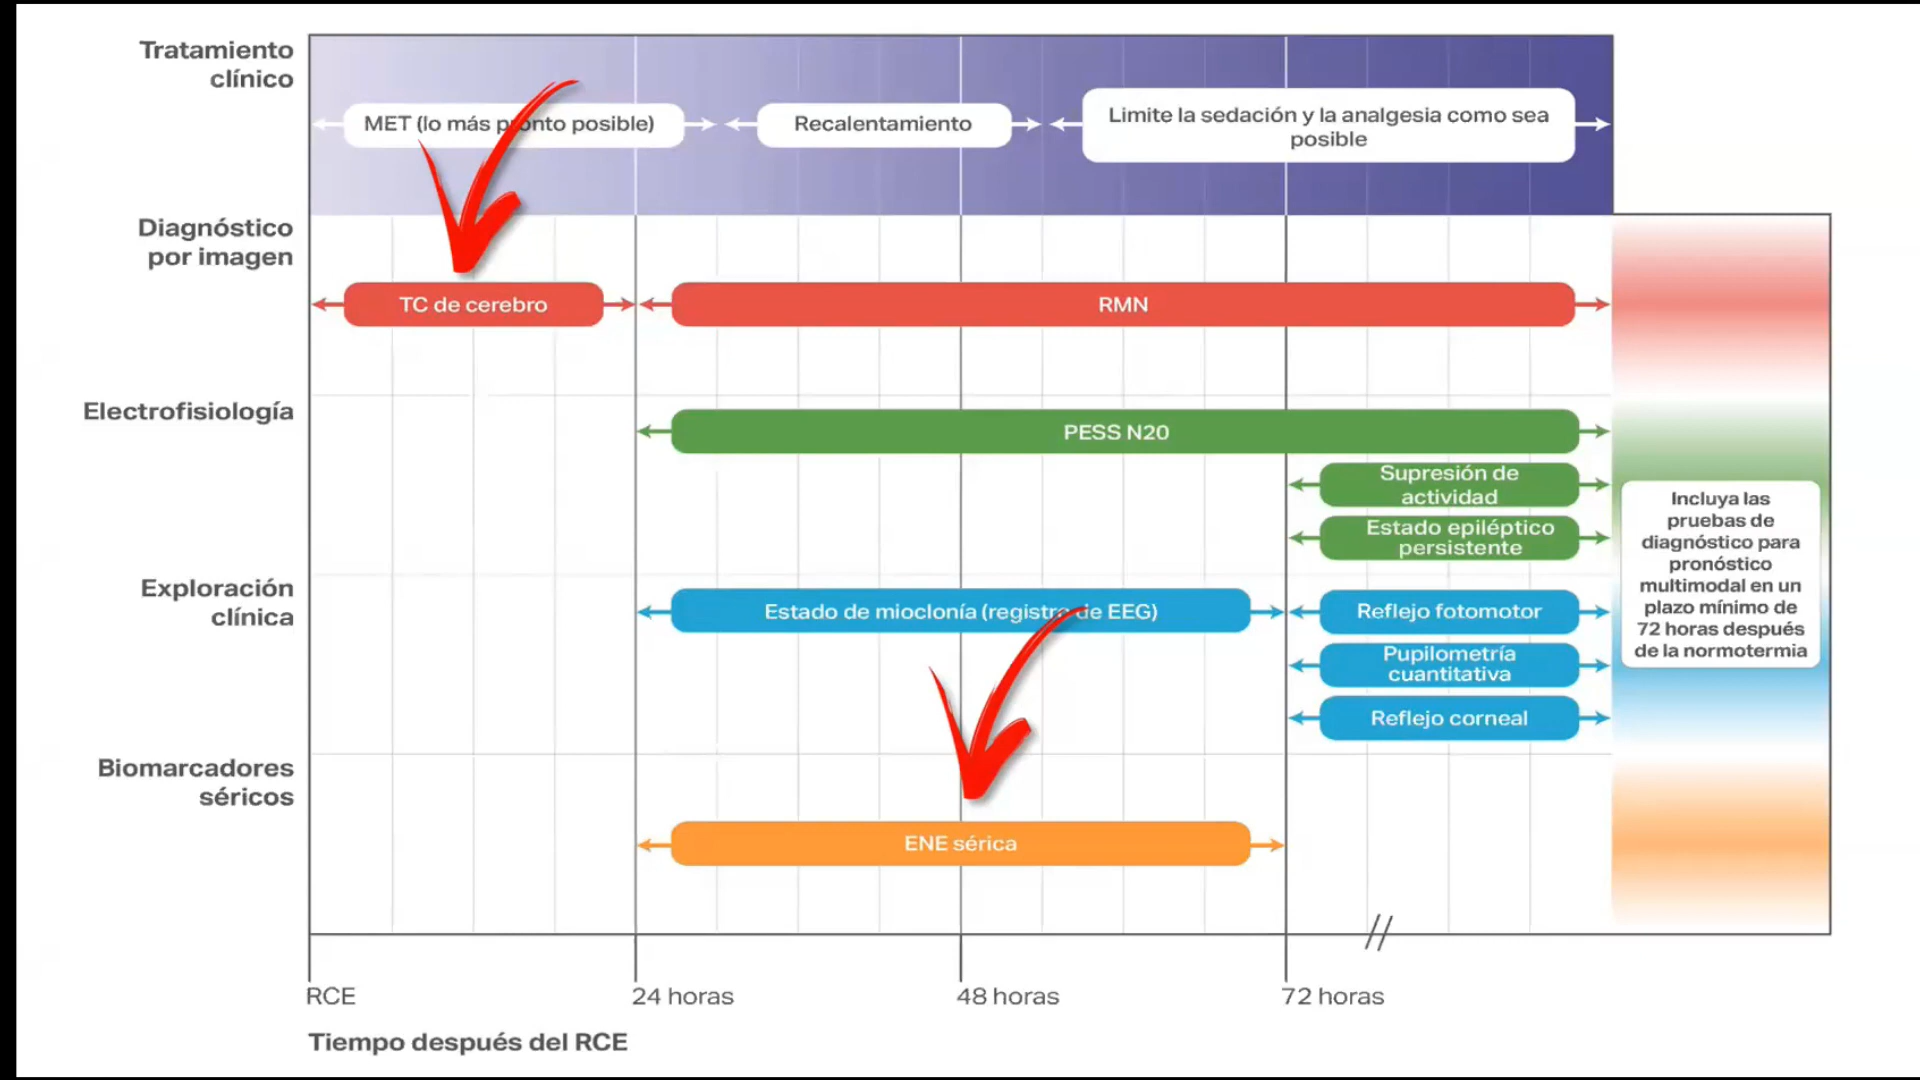 Tratamiento
clínico
MET (lo más pronto posible)
Recalentamiento
Limite la sedación y la analgesia como sea
posible
Diagnóstico
por imagen
TC de cerebro
RMN
Electrofisiología
PESS N20
Supresión de
actividad
Estado epiléptico
persistente
Exploración
clínica
Estado de mioclonía (registro de EEG)
Reflejo fotomotor
Pupilometría
cuantitativa
Reflejo corneal
Incluya las
pruebas de
diagnóstico para
pronóstico
multimodal en un
plazo mínimo de
72 horas después
de la normotermia
Biomarcadores
séricos
ENE sérica
RCE
24 horas
48 horas
72 horas
Tiempo después del RCE